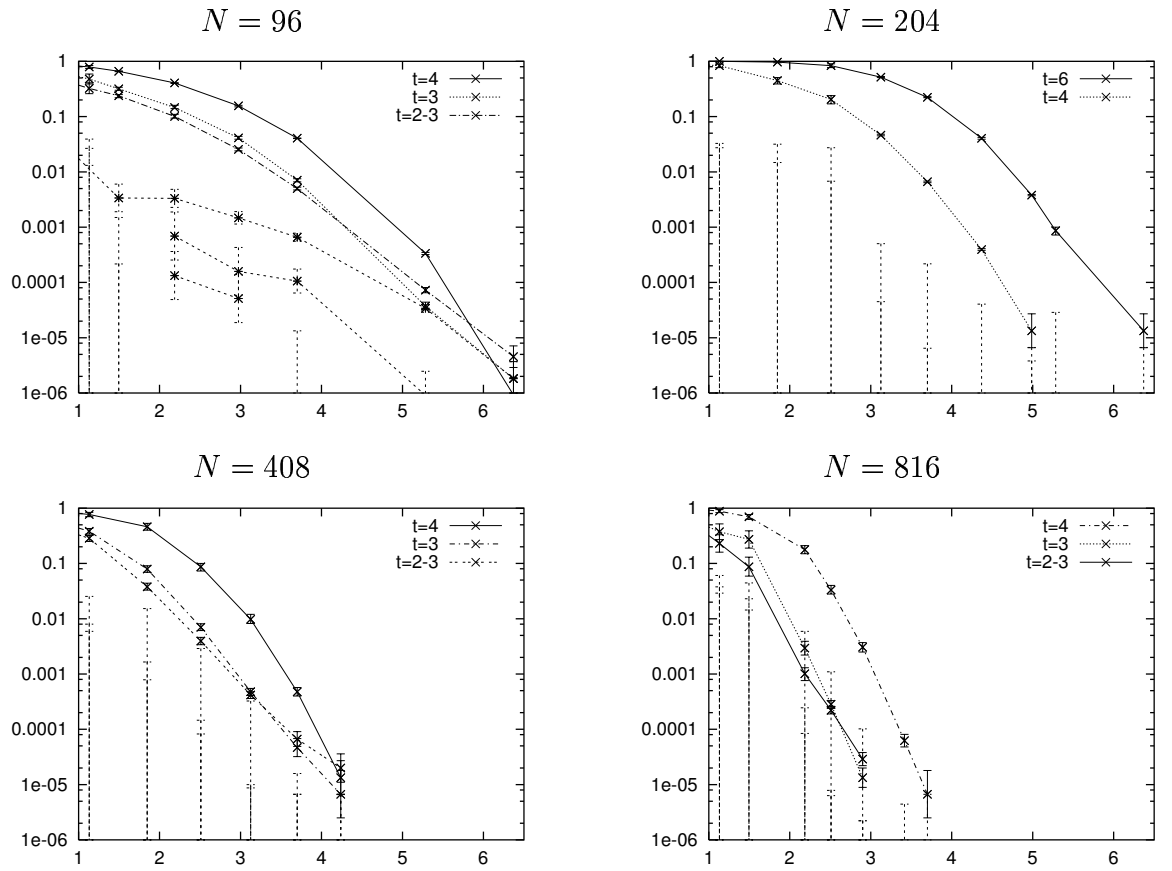 N = 96
1
0.1
0.01
0.001
0.0001
1e-05
1e-06
1 2 3 4 5 6
t=4
t=3
t=2-3
N = 204
1
0.1
0.01
0.001
0.0001
1e-05
1e-06
1 2 3 4 5 6
t=6
t=4
N = 408
1
0.1
0.01
0.001
0.0001
1e-05
1e-06
1 2 3 4 5 6
t=4
t=3
t=2-3
N = 816
1
0.1
0.01
0.001
0.0001
1e-05
1e-06
1 2 3 4 5 6
t=4
t=3
t=2-3